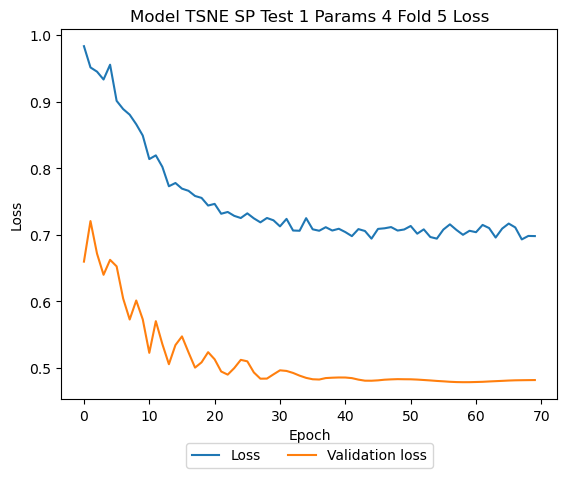 Model TSNE SP Test 1 Params 4 Fold 5 Loss
1.0
0.9
0.8
0.7
0.6
0.5
Loss
0 10 20 30 40 50 60 70
Epoch
Loss Validation loss